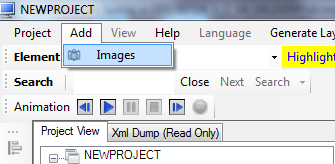 NEWPROJECT
Project Add View Help Language Generate La
Images
Element Highlight
Search Close Next Search
Animation
Project View Xml Dump (Read Only)
NEWPROJECT